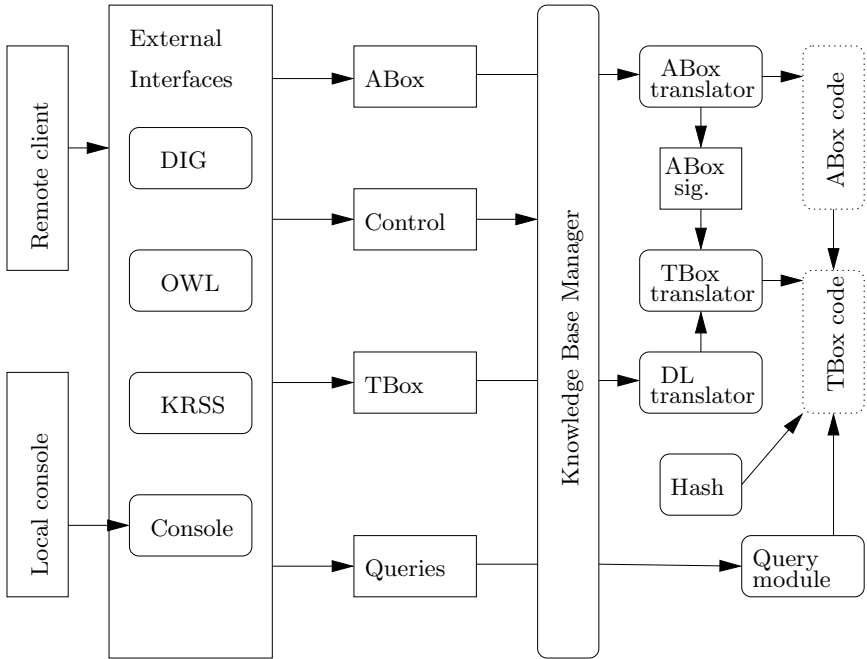 Remote client
Local console
External
Interfaces
DIG
OWL
KRSS
Console
ABox
Control
TBox
Queries
Knowledge Base Manager
ABox
translator
ABox
sig.
TBox
translator
DL
translator
Hash
Query
module
ABox code
TBox code